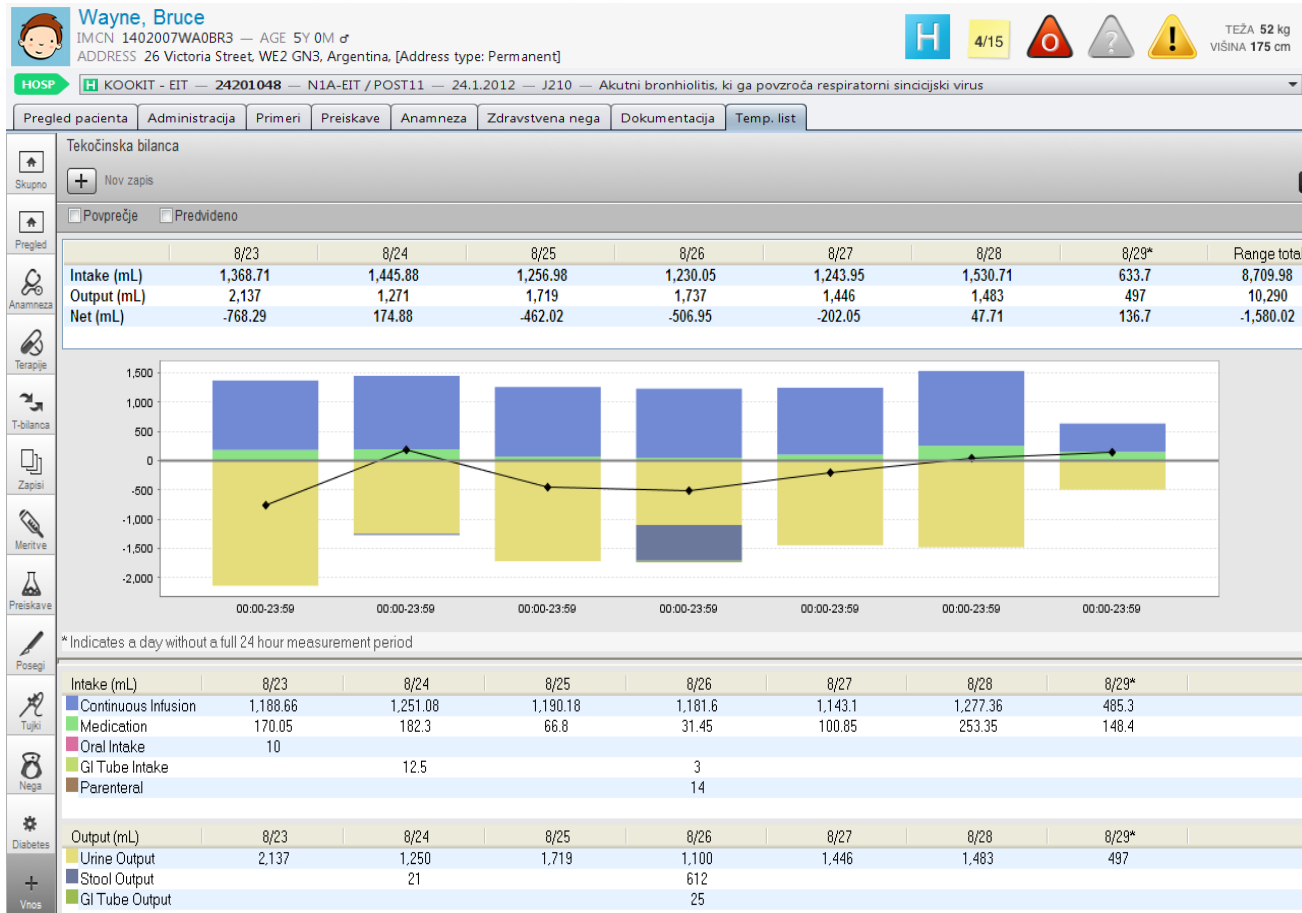 Wayne, Bruce
IMCN 1402007WA0BR3 — AGE 5Y 0M ♂
ADDRESS 26 Victoria Street, WE2 GN3, Argentina, [Address type: Permanent]
H 4/15 O ? !
TEŽA 52 kg
VIŠINA 175 cm
HOSP H KOOKIT - EIT — 24201048 — N1A-EIT / POST11 — 24.1.2012 — J210 — Akutni bronhiolitis, ki ga povzroča respiratorni sincicijski virus
Pregled pacienta Administracija Primeri Preiskave Anamneza Zdravstvena nega Dokumentacija Temp. list
Skupno
Pregled
Anamneza
Terapije
T-bilanca
Zapisi
Meritve
Preiskave
Posegi
Tujki
Nega
Diabetes
Vnos
Tekočinska bilanca
+ Nov zapis
Povprečje Predvideno
8/23 8/24 8/25 8/26 8/27 8/28 8/29* Range total
Intake (mL) 1,368.71 1,445.88 1,256.98 1,230.05 1,243.95 1,530.71 633.7 8,709.98
Output (mL) 2,137 1,271 1,719 1,737 1,446 1,483 497 10,290
Net (mL) -768.29 174.88 -462.02 -506.95 -202.05 47.71 136.7 -1,580.02
1,500
1,000
500
0
-500
-1,000
-1,500
-2,000
00:00-23:59 00:00-23:59 00:00-23:59 00:00-23:59 00:00-23:59 00:00-23:59 00:00-23:59
* Indicates a day without a full 24 hour measurement period
Intake (mL) 8/23 8/24 8/25 8/26 8/27 8/28 8/29*
Continuous Infusion 1,188.66 1,251.08 1,190.18 1,181.6 1,143.1 1,277.36 485.3
Medication 170.05 182.3 66.8 31.45 100.85 253.35 148.4
Oral Intake 10
GI Tube Intake 12.5 3
Parenteral 14
Output (mL) 8/23 8/24 8/25 8/26 8/27 8/28 8/29*
Urine Output 2,137 1,250 1,719 1,100 1,446 1,483 497
Stool Output 21 612
GI Tube Output 25